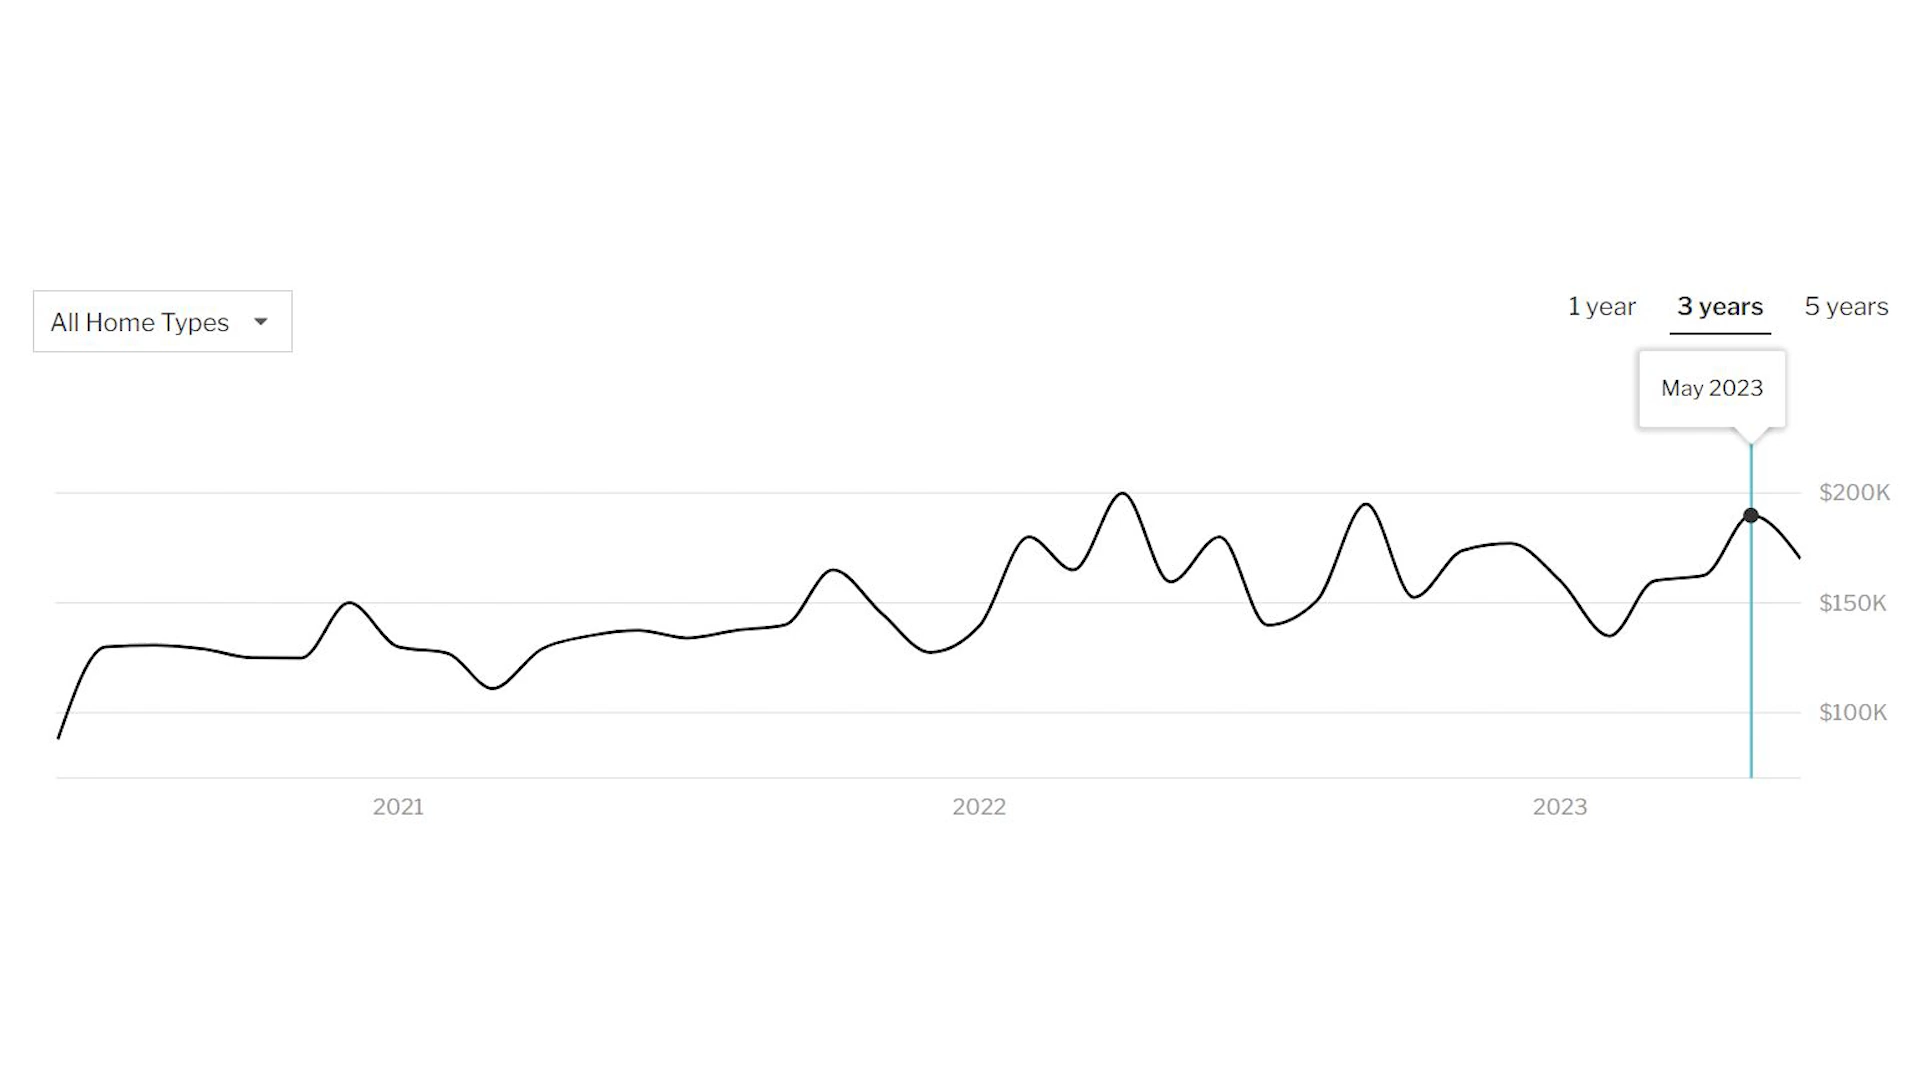 All Home Types
1 year
3 years
5 years
May 2023
$200K
$150K
$100K
2021
2022
2023